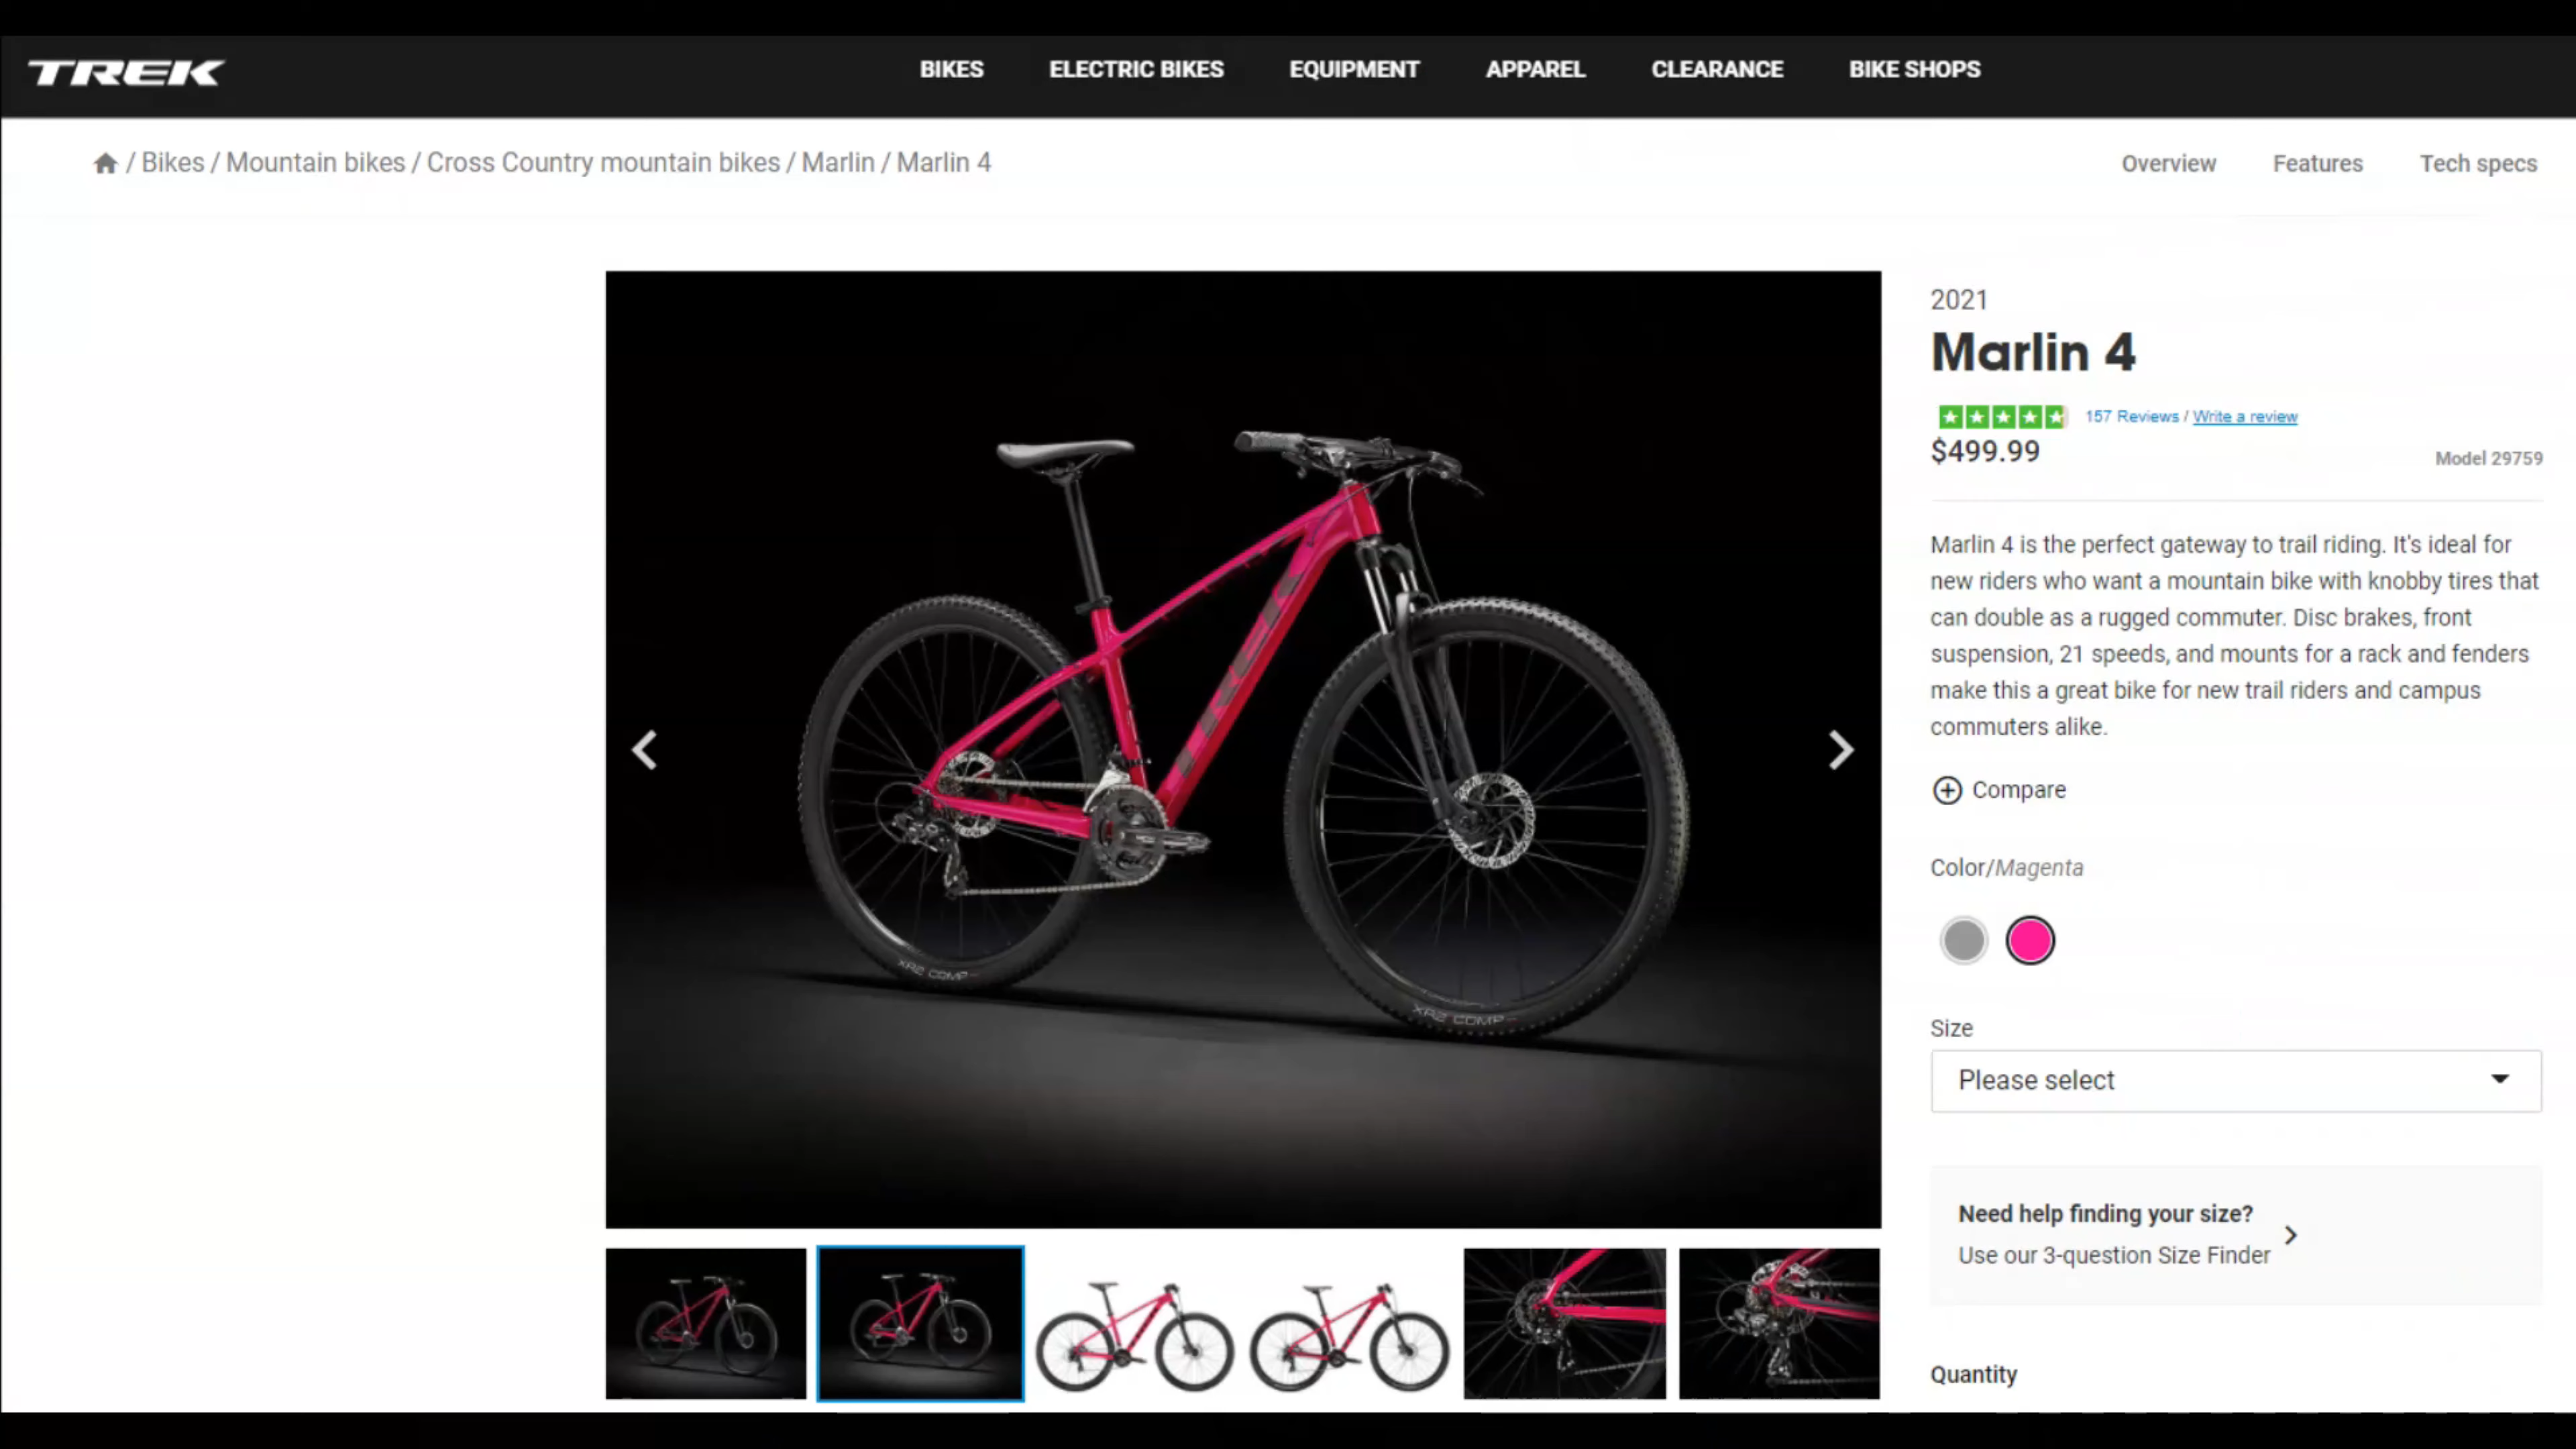 TREK
BIKES ELECTRIC BIKES EQUIPMENT APPAREL CLEARANCE BIKE SHOPS
/ Bikes / Mountain bikes / Cross Country mountain bikes / Marlin / Marlin 4
Overview Features Tech specs
2021
Marlin 4
157 Reviews / Write a review
$499.99
Model 29759
Marlin 4 is the perfect gateway to trail riding. It's ideal for
new riders who want a mountain bike with knobby tires that
can double as a rugged commuter. Disc brakes, front
suspension, 21 speeds, and mounts for a rack and fenders
make this a great bike for new trail riders and campus
commuters alike.
Compare
Color/Magenta
Size
Please select
Need help finding your size?
Use our 3-question Size Finder
Quantity
TREK
XR2 COMP
XR2 COMP